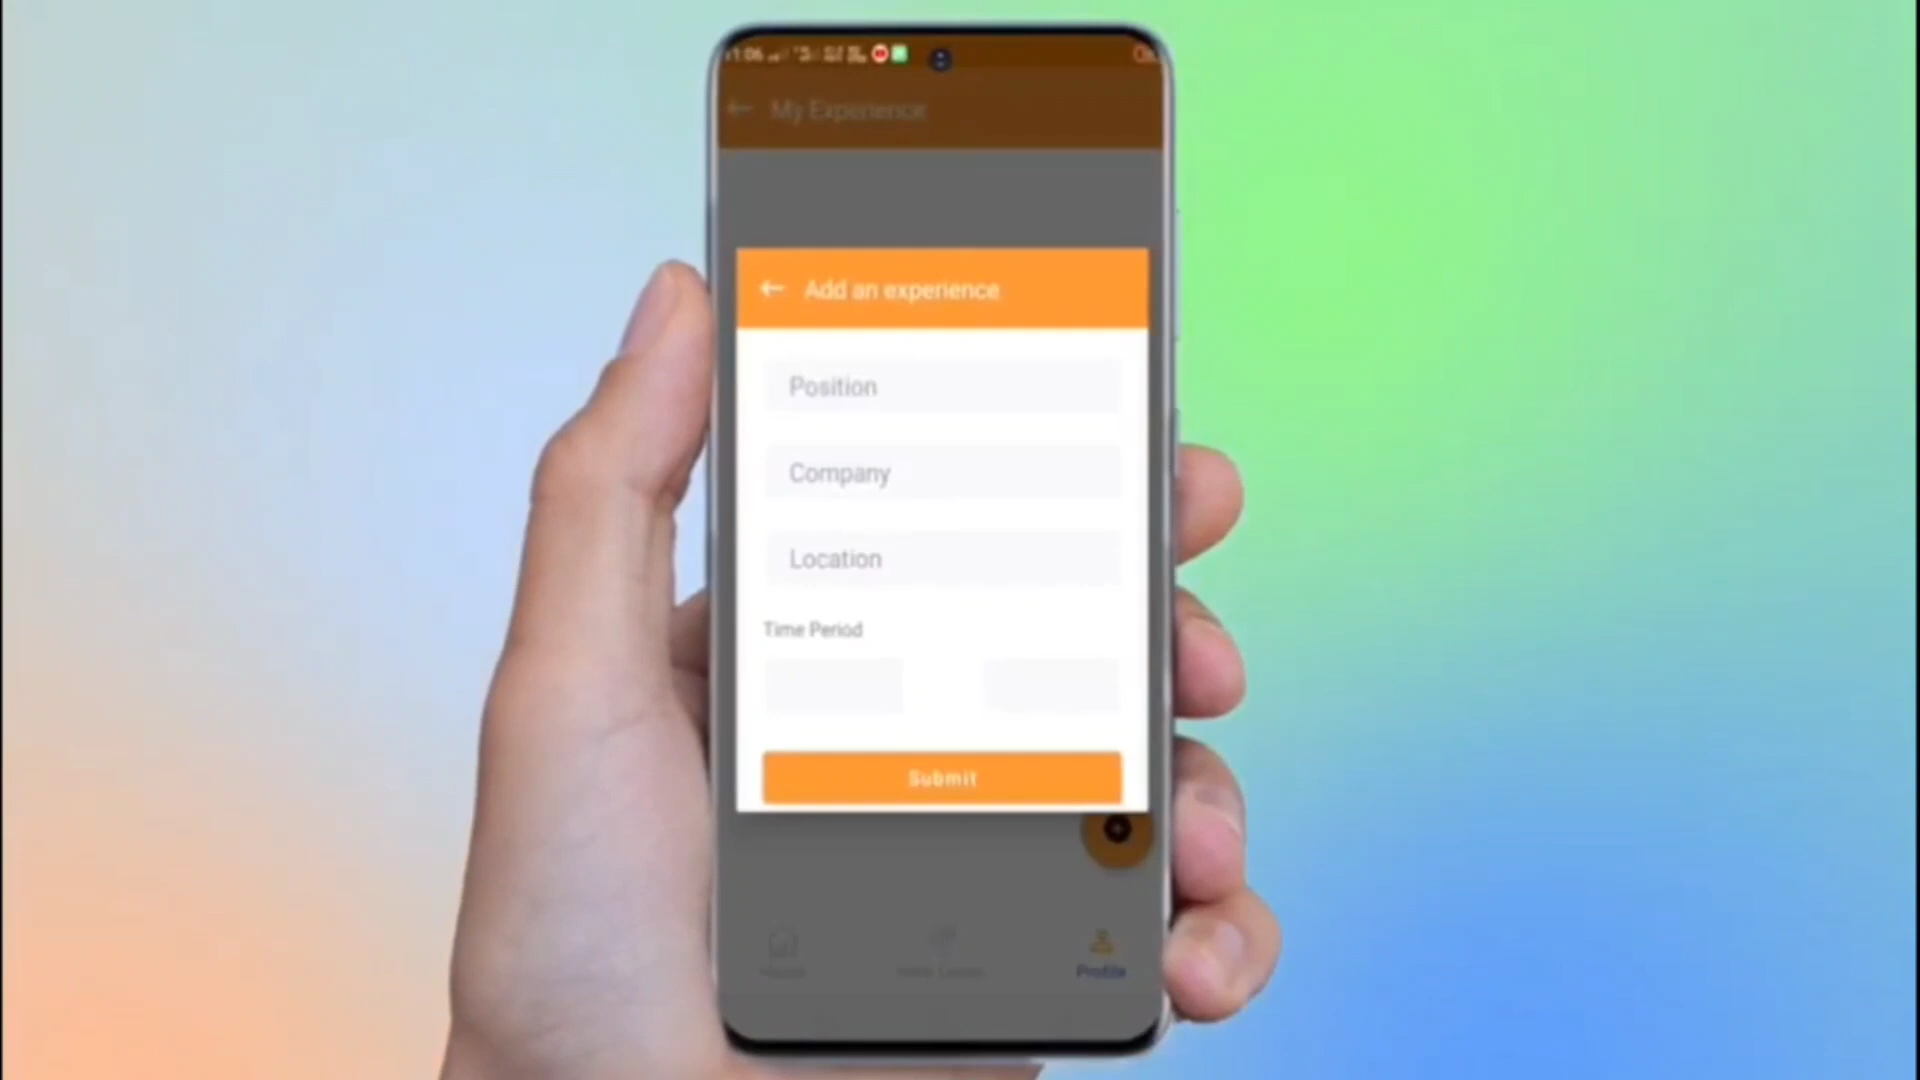 My Experience
Add an experience
Position
Company
Location
Time Period
Submit
Profile